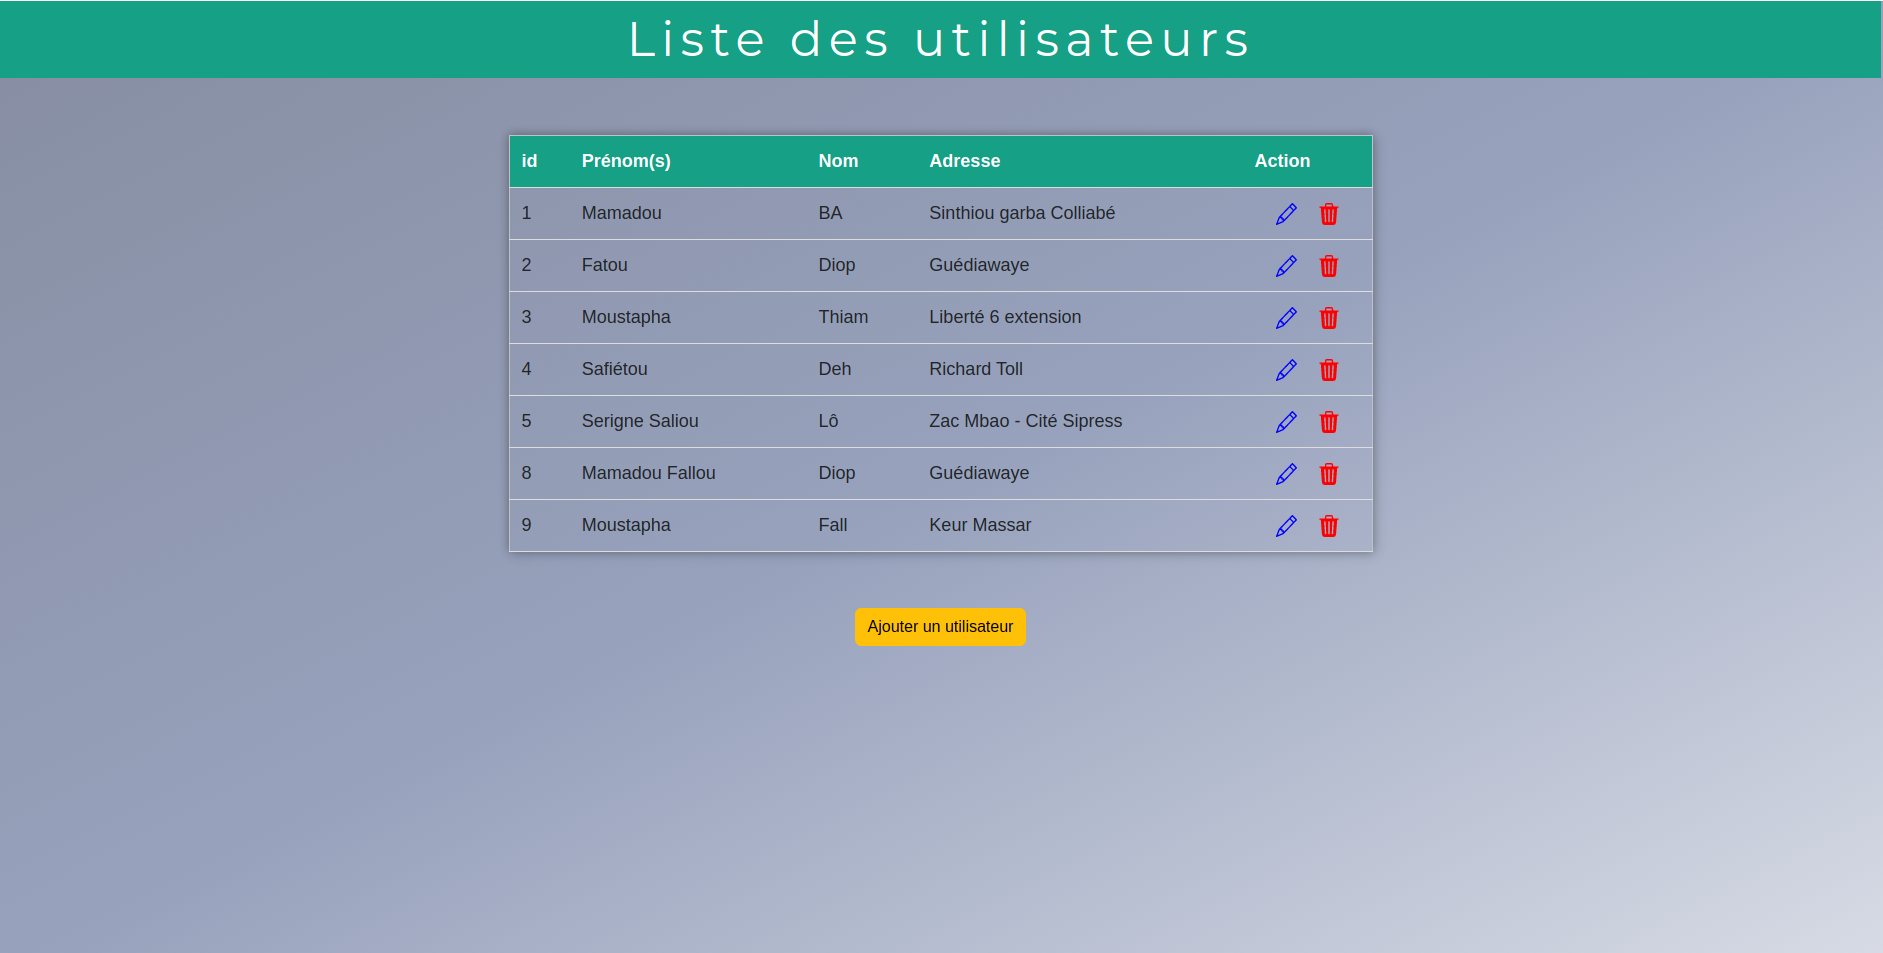 Liste des utilisateurs
id Prénom(s) Nom Adresse Action
1 Mamadou BA Sinthiou garba Colliabé
2 Fatou Diop Guédiawaye
3 Moustapha Thiam Liberté 6 extension
4 Safiétou Deh Richard Toll
5 Serigne Saliou Lô Zac Mbao - Cité Sipress
8 Mamadou Fallou Diop Guédiawaye
9 Moustapha Fall Keur Massar
Ajouter un utilisateur